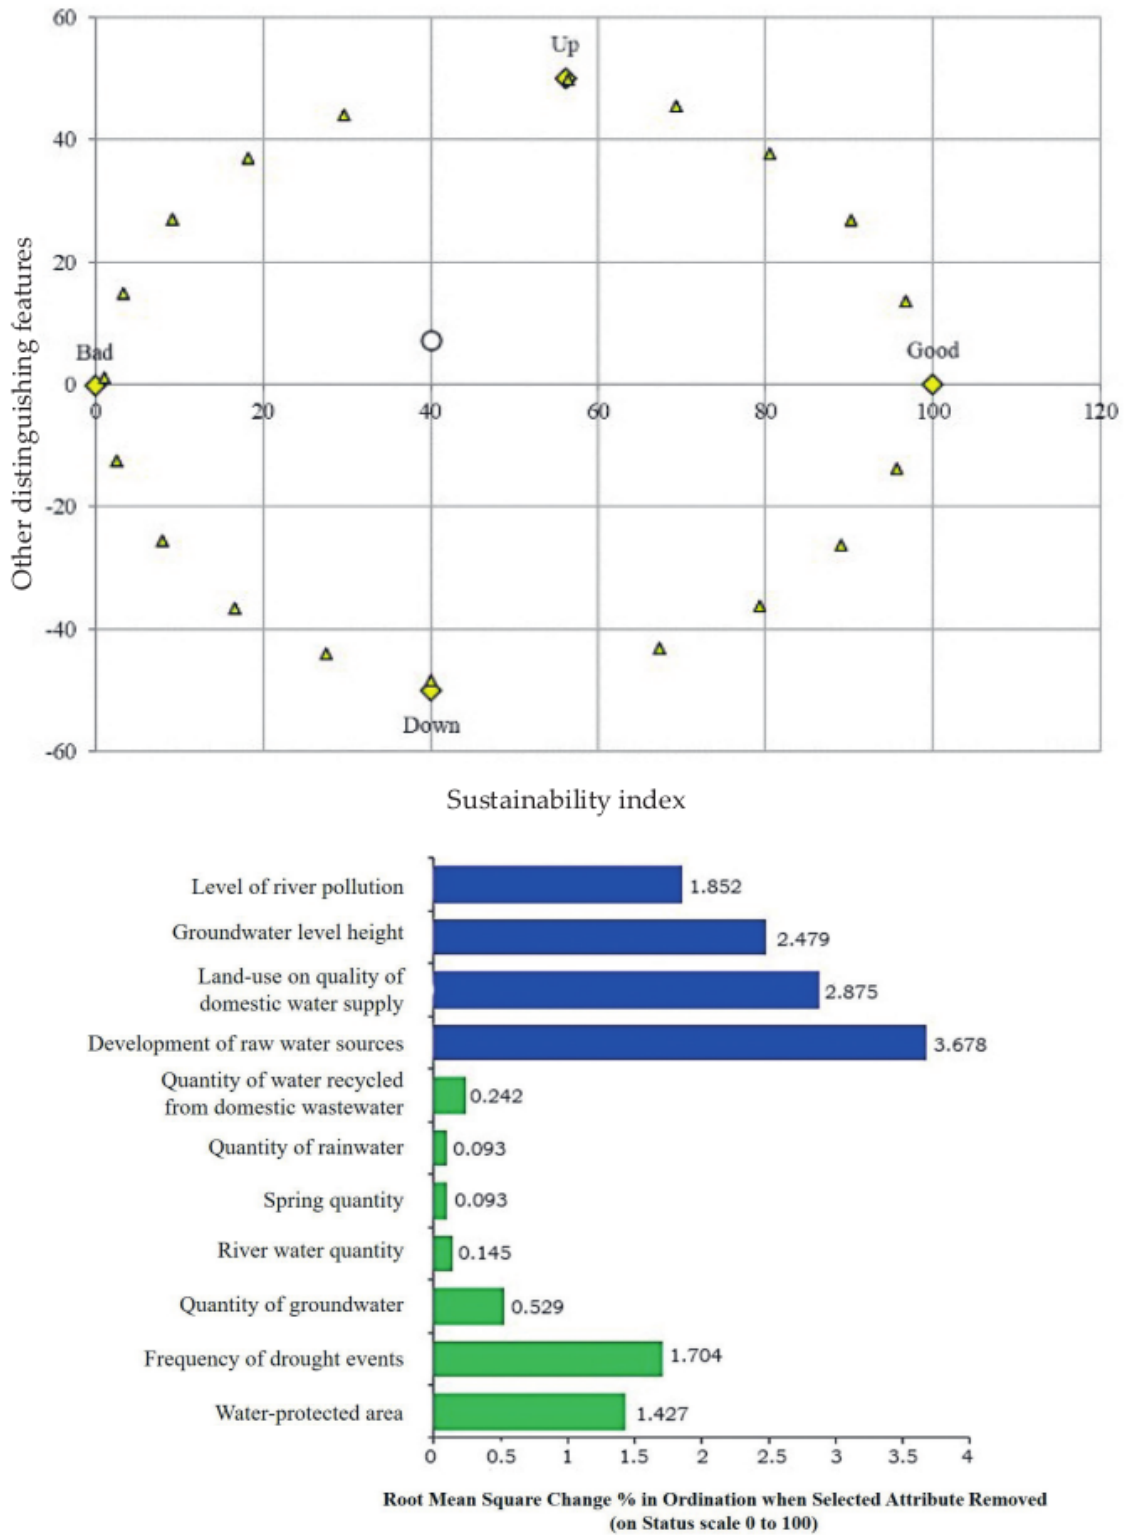 60
Up
40
20
Other distinguishing features
Bad
Good
0
0
20
40
60
80
100
120
-20
-40
Down
-60
Sustainability index
Level of river pollution
1.852
Groundwater level height
2.479
Land-use on quality of
domestic water supply
2.875
Development of raw water sources
3.678
Quantity of water recycled
from domestic wastewater
0.242
Quantity of rainwater
0.093
Spring quantity
0.093
River water quantity
0.145
Quantity of groundwater
0.529
Frequency of drought events
1.704
Water-protected area
1.427
0 0.5 1 1.5 2 2.5 3 3.5 4
Root Mean Square Change % in Ordination when Selected Attribute Removed
(on Status scale 0 to 100)